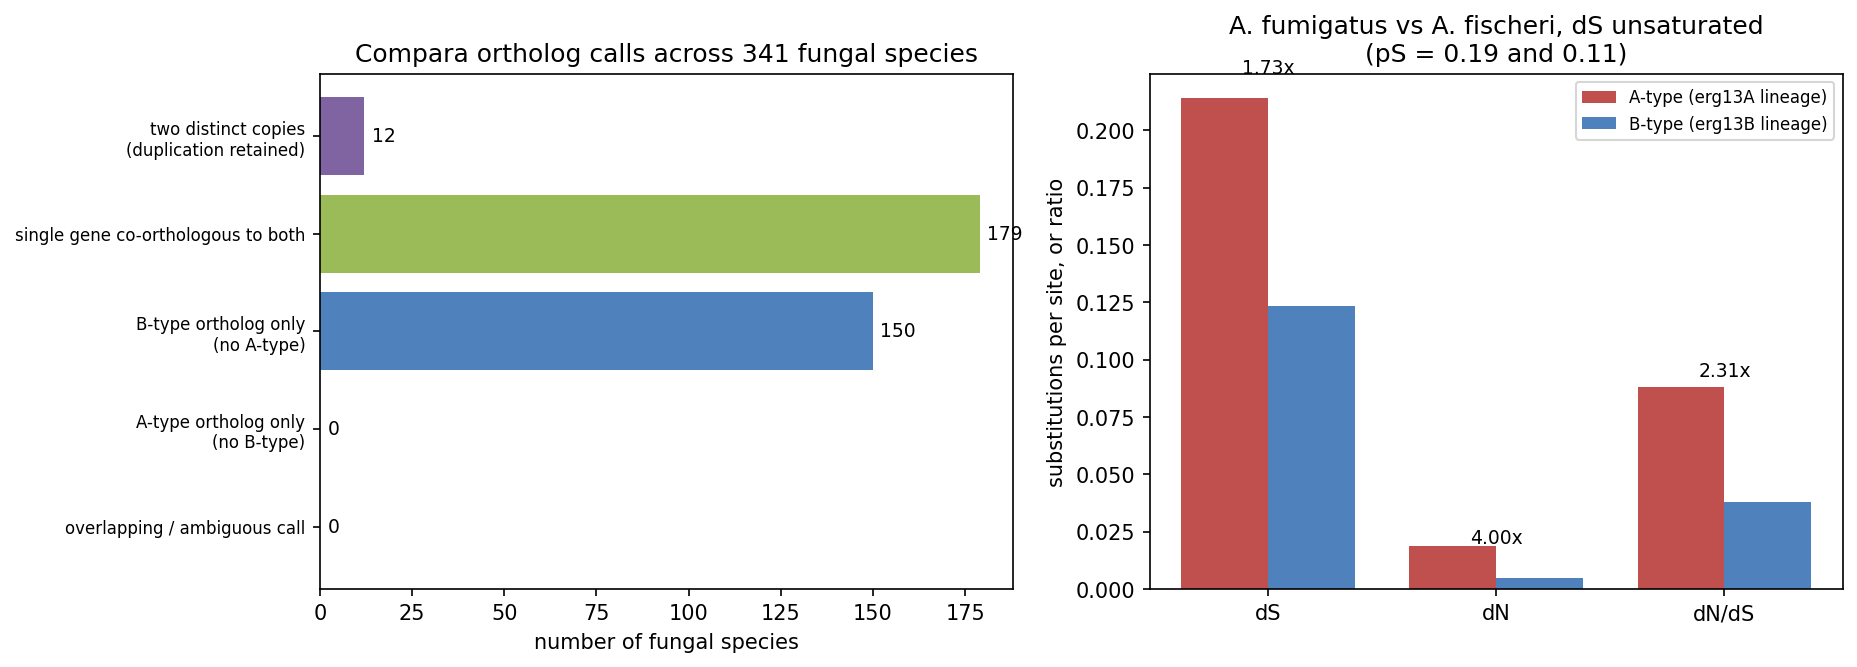 Compara ortholog calls across 341 fungal species
two distinct copies
(duplication retained)
12
single gene co-orthologous to both
179
B-type ortholog only
(no A-type)
150
A-type ortholog only
(no B-type)
0
overlapping / ambiguous call
0
0 25 50 75 100 125 150 175
number of fungal species
A. fumigatus vs A. fischeri, dS unsaturated
(pS = 0.19 and 0.11)
substitutions per site, or ratio
0.200
0.175
0.150
0.125
0.100
0.075
0.050
0.025
0.000
1.73x
4.00x
2.31x
A-type (erg13A lineage)
B-type (erg13B lineage)
dS dN dN/dS